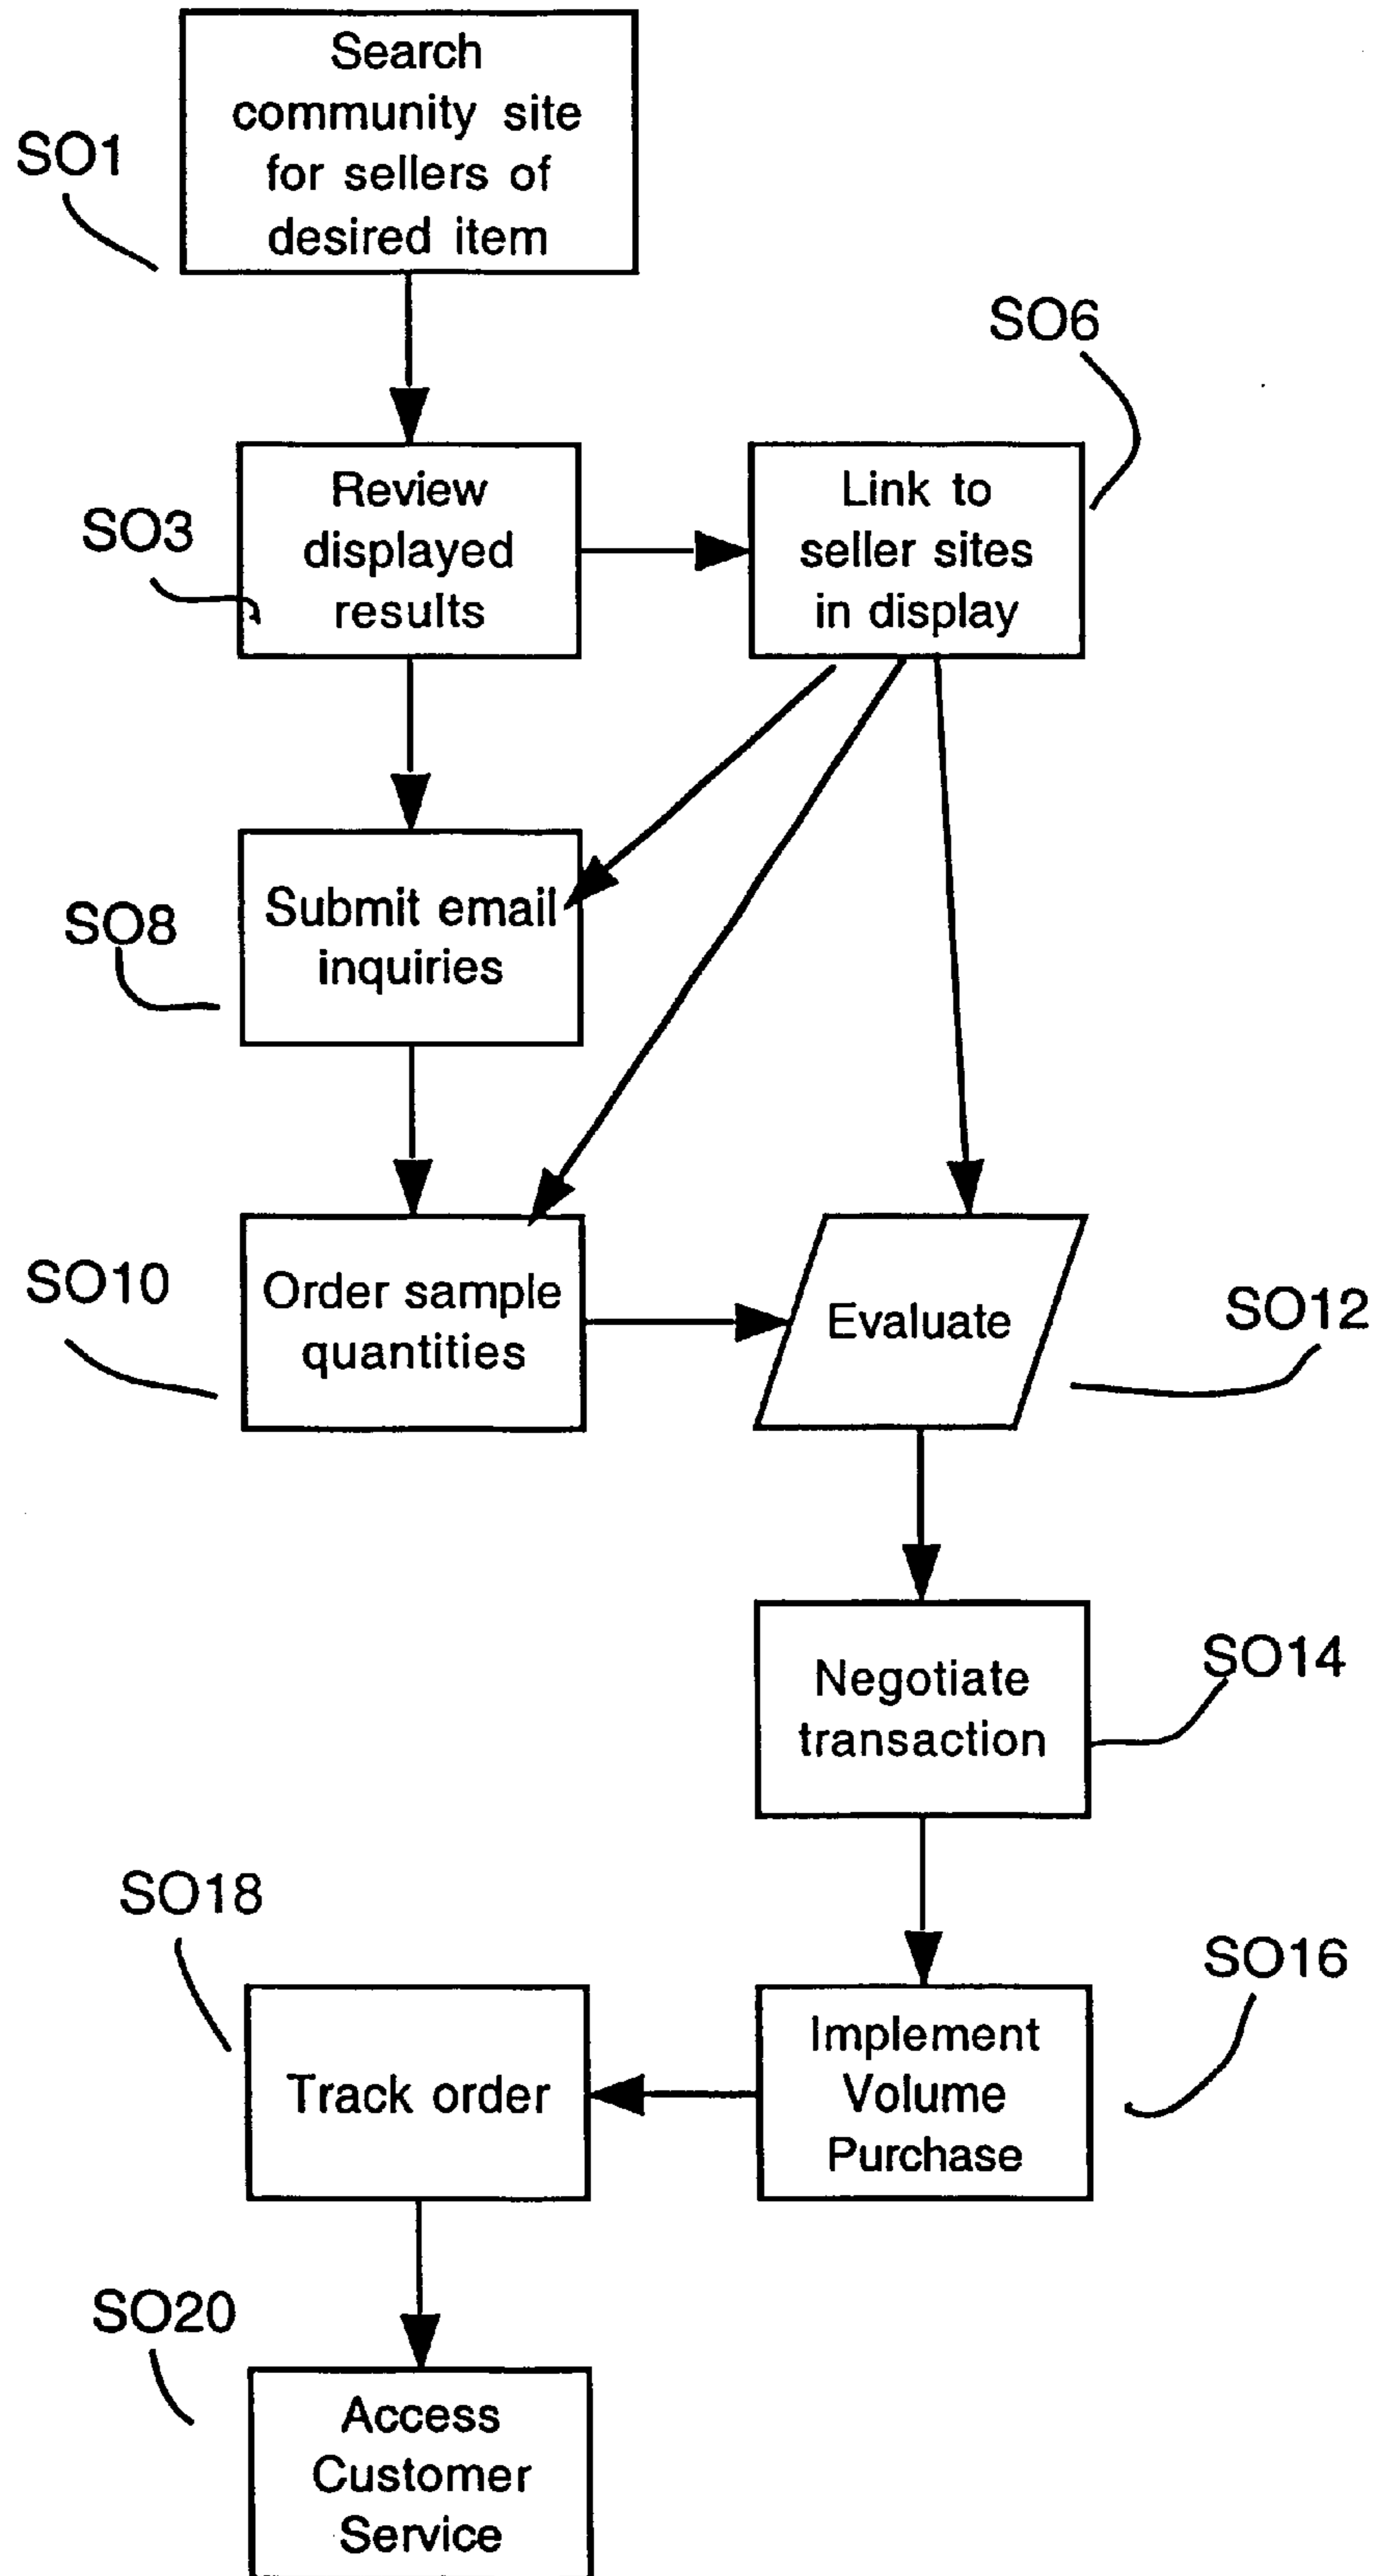 Search
community site
for sellers of
desired item
SO1
SO6
Review
displayed
results
SO3
Link to
seller sites
in display
Submit email
inquiries
SO8
Order sample
quantities
SO10
Evaluate
SO12
Negotiate
transaction
SO14
SO18
Track order
Implement
Volume
Purchase
SO16
SO20
Access
Customer
Service